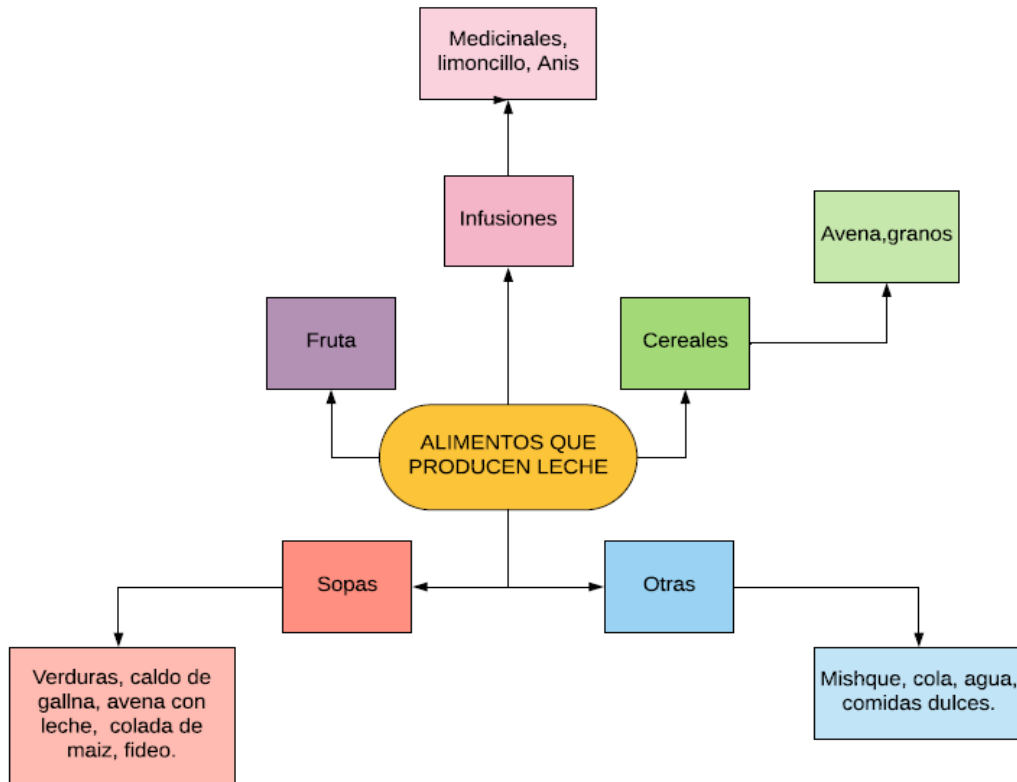 Medicinales,
limoncillo, Anis
Infusiones
Avena,granos
Fruta
Cereales
ALIMENTOS QUE
PRODUCEN LECHE
Sopas
Otras
Verduras, caldo de
gallna, avena con
leche, colada de
maiz, fideo.
Mishque, cola, agua,
comidas dulces.